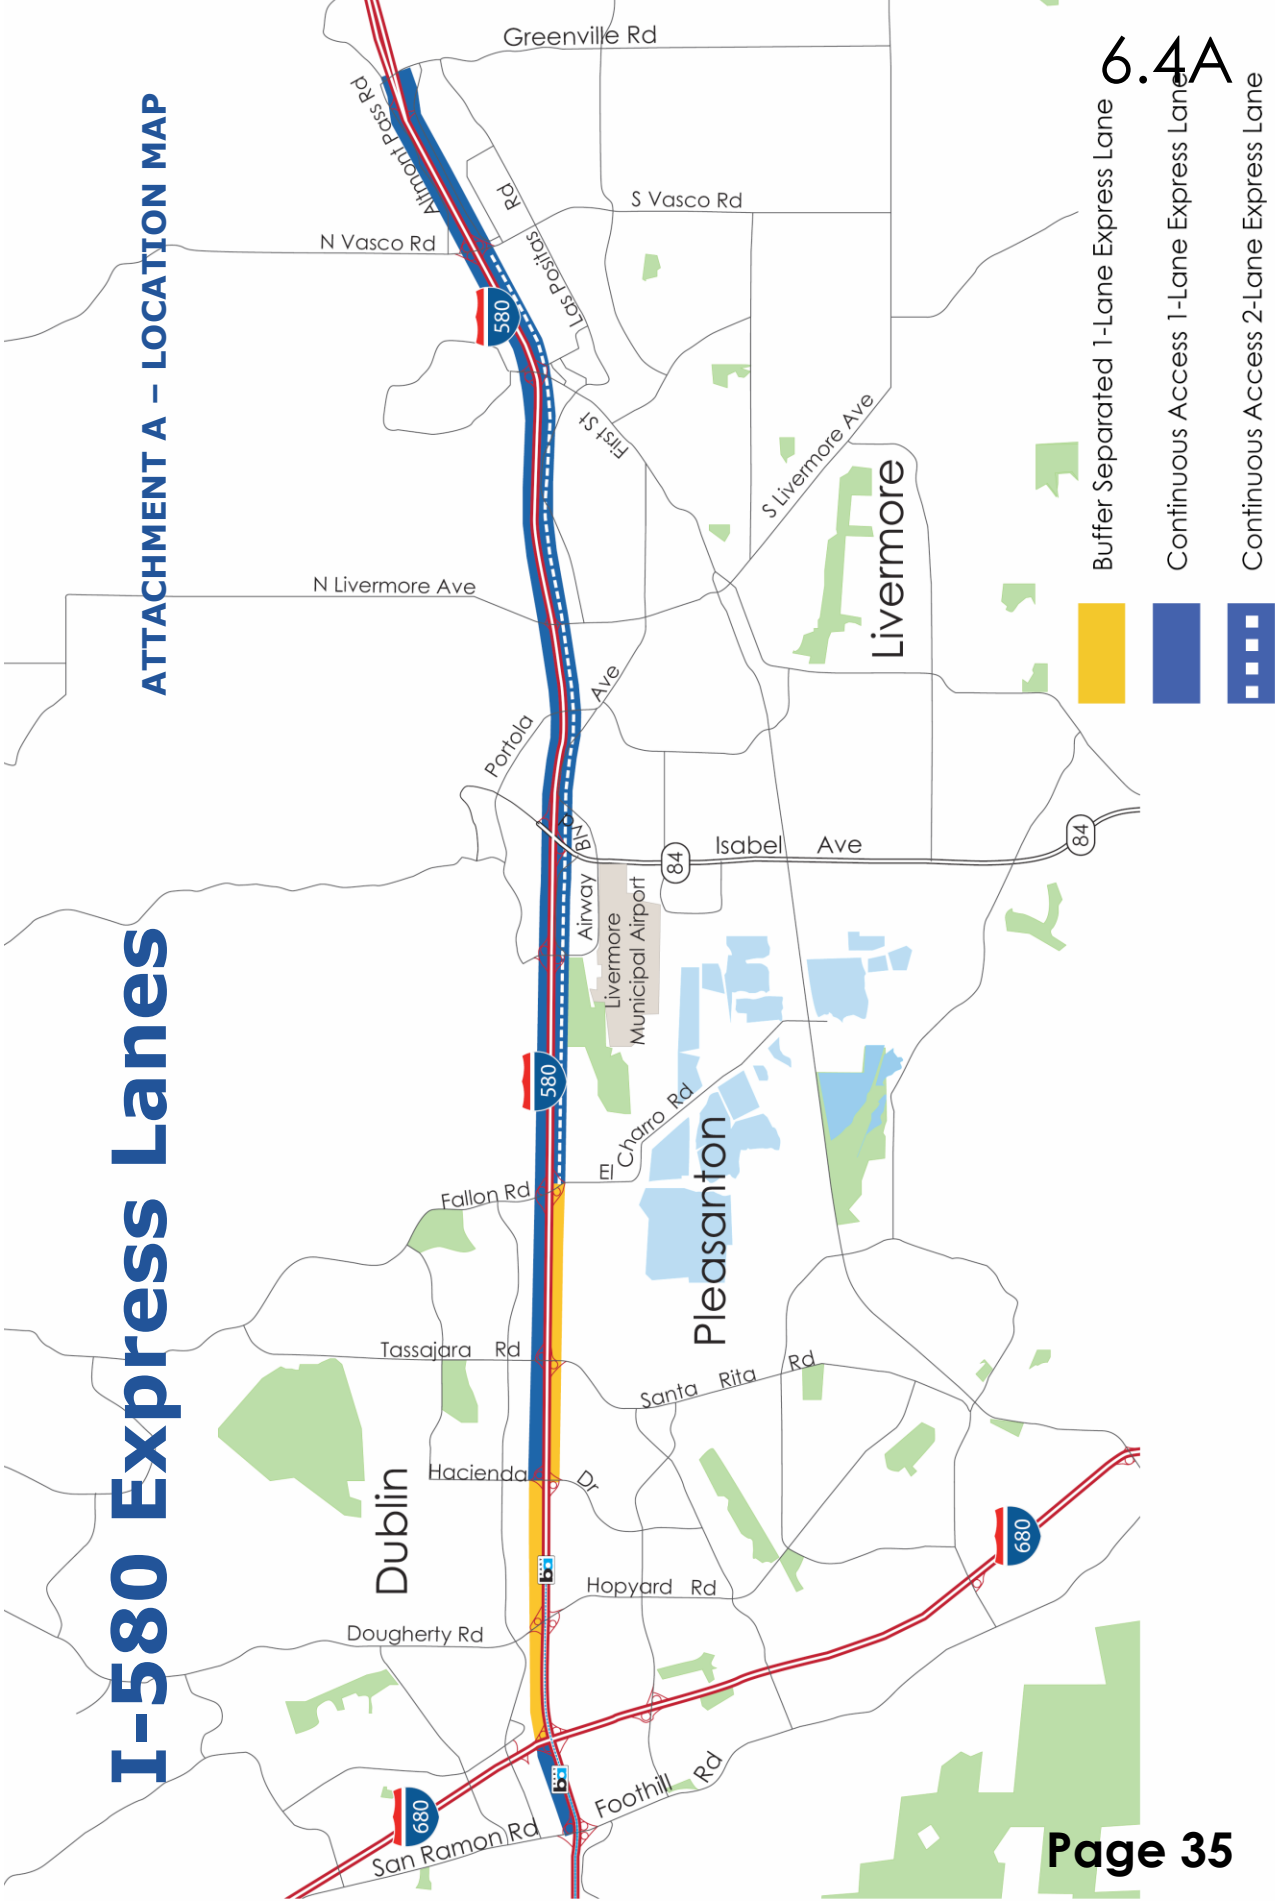 6.4A
I-580 Express Lanes
ATTACHMENT A – LOCATION MAP
Greenville Rd
Altmont Pass Rd
N Vasco Rd
S Vasco Rd
Las Positas Rd
580
First St
S Livermore Ave
Livermore
N Livermore Ave
Portola Ave
Airway Blvd
84
Isabel Ave
84
Livermore
Municipal Airport
580
El Charro Rd
Fallon Rd
Pleasanton
Tassajara Rd
Santa Rita Rd
Hacienda Dr
Dublin
Hopyard Rd
Dougherty Rd
680
680
San Ramon Rd
Foothill Rd
ba
ba
Buffer Separated 1-Lane Express Lane
Continuous Access 1-Lane Express Lane
Continuous Access 2-Lane Express Lane
Page 35